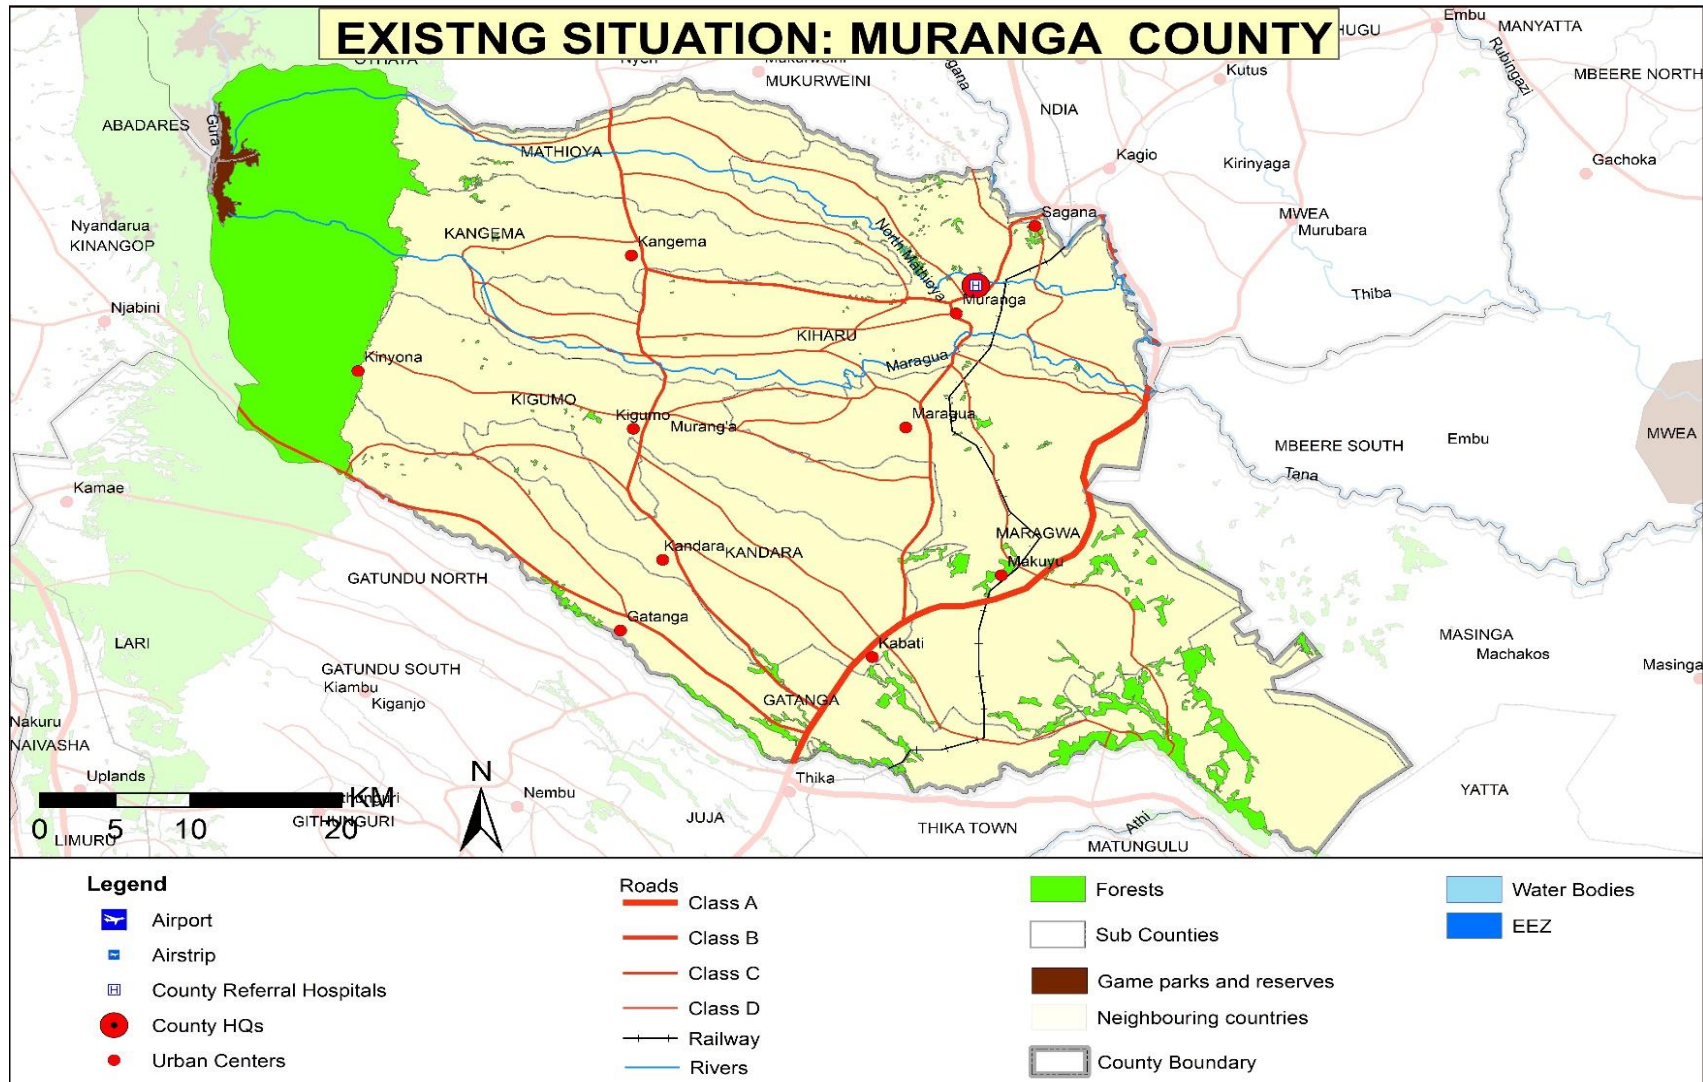 EXISTNG SITUATION: MURANGA COUNTY
Embu
MANYATTA
Rubingazi
MUKURWEINI
Kutus
MBEERE NORTH
NDIA
ABADARES
Gura
MATHIOYA
Kagio
Kirinyaga
Gachoka
Nyandarua
KINANGOP
KANGEMA
Kangema
North Mathioya
Sagana
MWEA
Murubara
Njabini
Muranga
Thiba
KIHARU
Kinyona
Maragua
KIGUMO
Kigumo
Murang'a
Maragua
MBEERE SOUTH
Embu
MWEA
Tana
Kamae
MARAGWA
GATUNDU NORTH
Kandara
KANDARA
Makuyu
LARI
Gatanga
Kabati
MASINGA
Machakos
Masinga
GATUNDU SOUTH
Kiambu
Kiganjo
GATANGA
Nakuru
NAIVASHA
Uplands
N
Thika
YATTA
KM
Nembu
GITHUNGURI
0 5 10 20
LIMURU
JUJA
THIKA TOWN
Athi
MATUNGULU
Legend
Airport
Airstrip
County Referral Hospitals
County HQs
Urban Centers
Roads
Class A
Class B
Class C
Class D
Railway
Rivers
Forests
Sub Counties
Game parks and reserves
Neighbouring countries
County Boundary
Water Bodies
EEZ